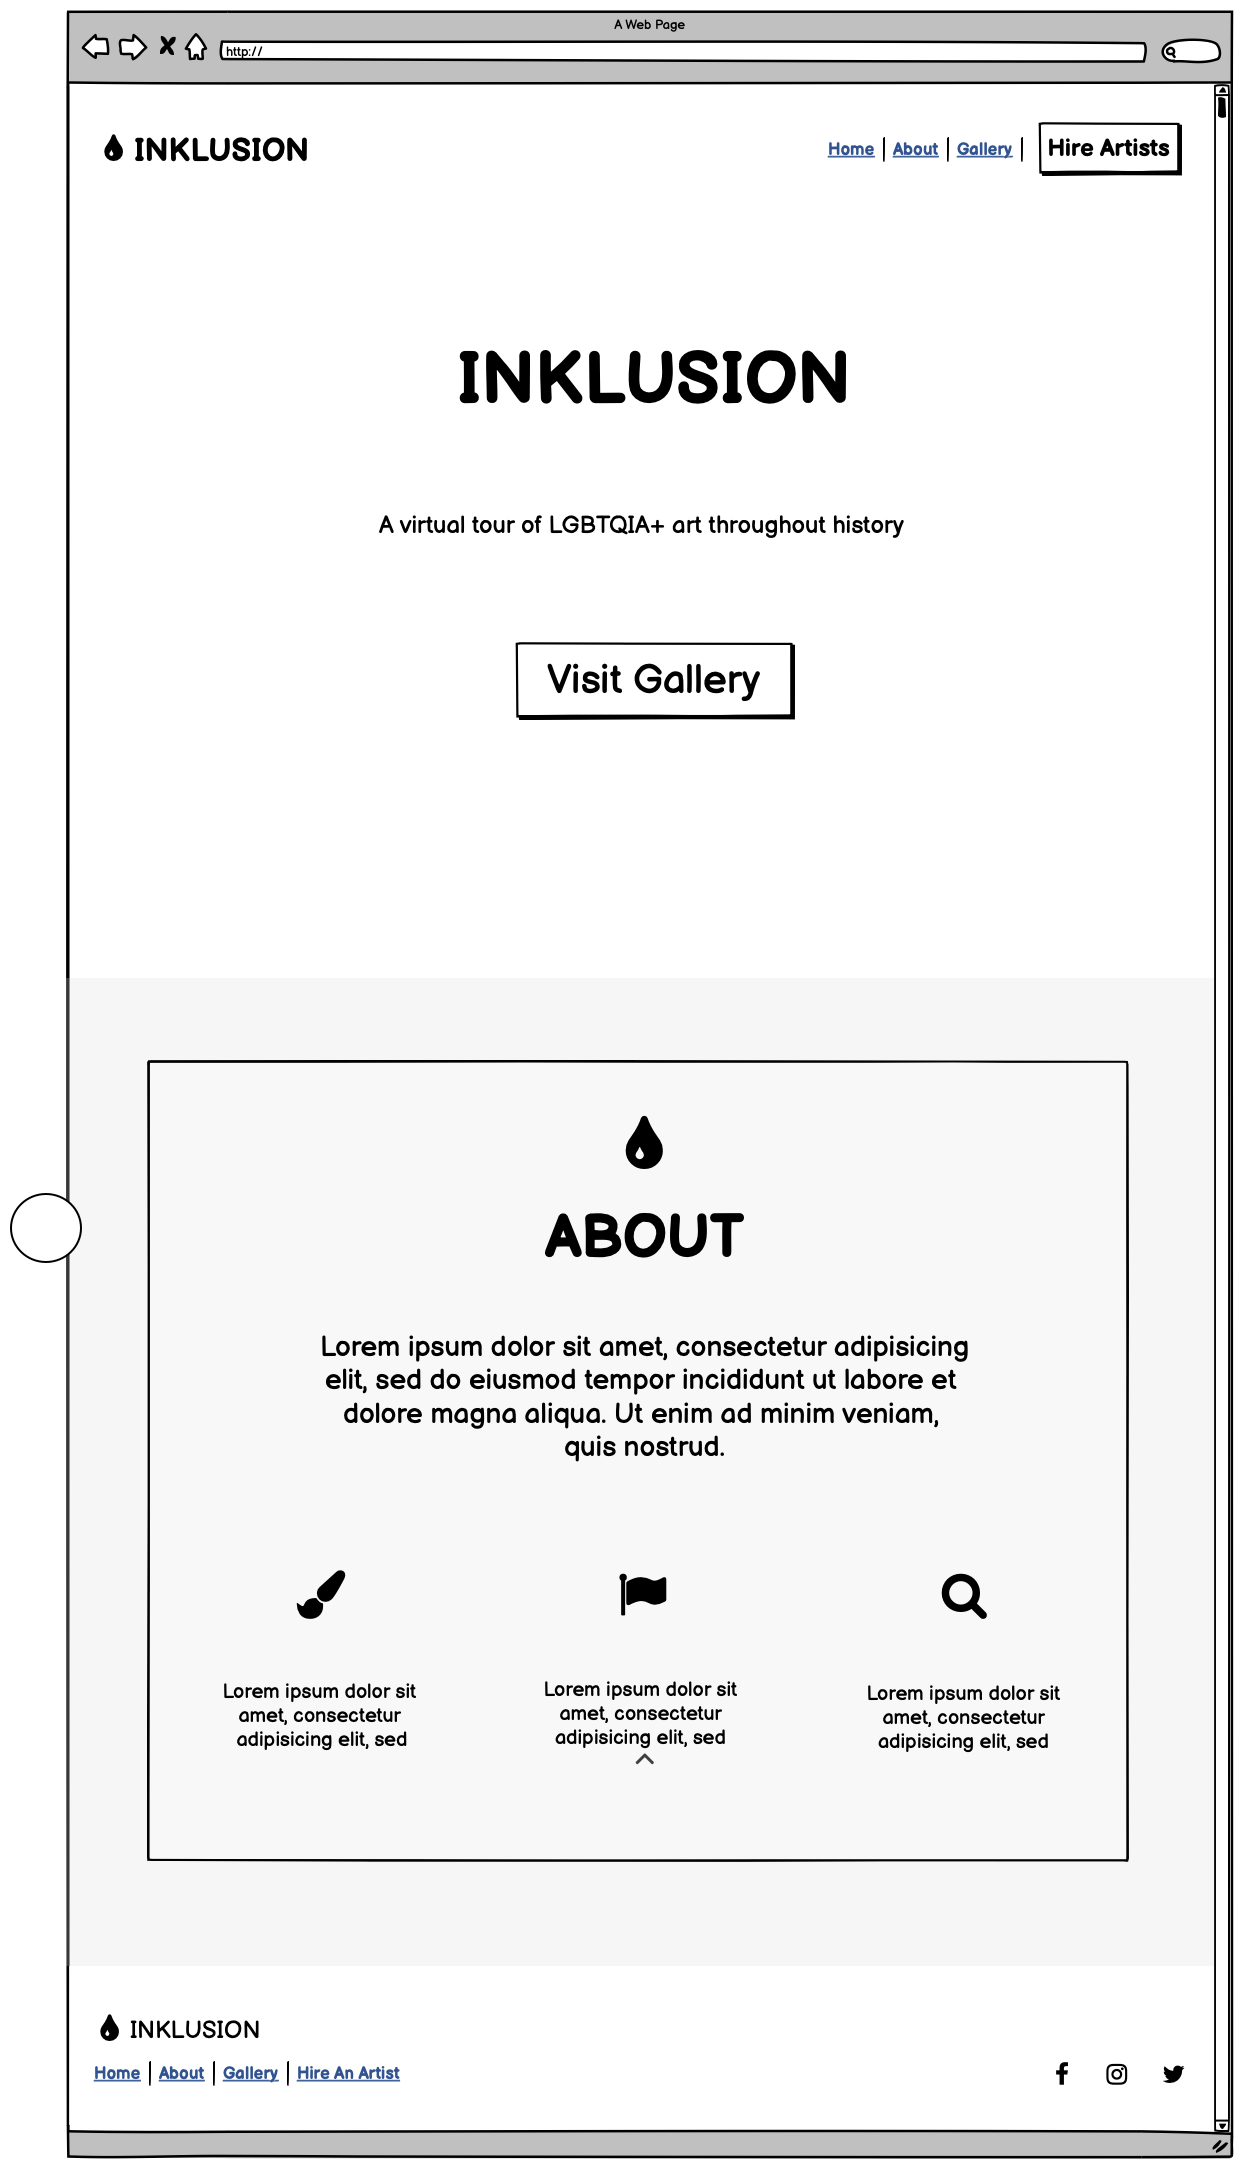 A Web Page
http://
INKLUSION
Home About Gallery Hire Artists
INKLUSION
A virtual tour of LGBTQIA+ art throughout history
Visit Gallery
ABOUT
Lorem ipsum dolor sit amet, consectetur adipisicing
elit, sed do eiusmod tempor incididunt ut labore et
dolore magna aliqua. Ut enim ad minim veniam,
quis nostrud.
Lorem ipsum dolor sit
amet, consectetur
adipisicing elit, sed
Lorem ipsum dolor sit
amet, consectetur
adipisicing elit, sed
Lorem ipsum dolor sit
amet, consectetur
adipisicing elit, sed
INKLUSION
Home About Gallery Hire An Artist